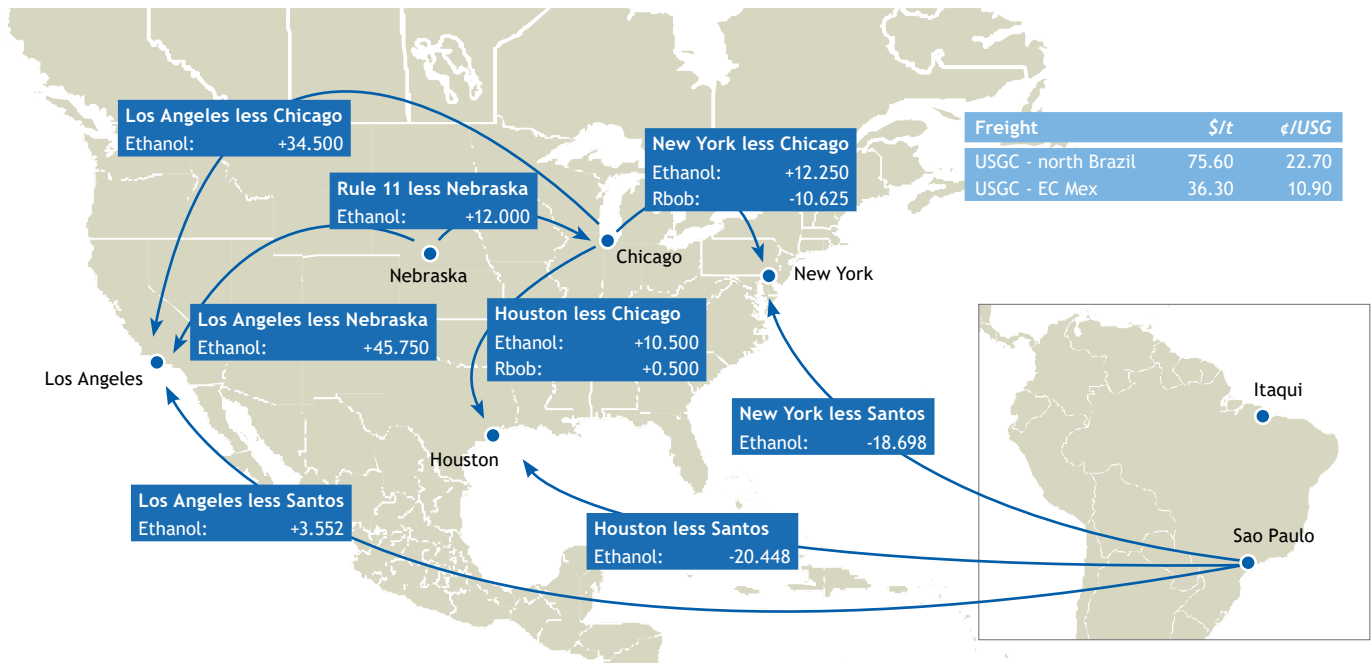 Los Angeles less Chicago
Ethanol: +34.500
Freight $/t ¢/USG
USGC - north Brazil 75.60 22.70
USGC - EC Mex 36.30 10.90
New York less Chicago
Ethanol: +12.250
Rbob: -10.625
Rule 11 less Nebraska
Ethanol: +12.000
Chicago
Nebraska
New York
Los Angeles less Nebraska
Ethanol: +45.750
Houston less Chicago
Ethanol: +10.500
Rbob: +0.500
Los Angeles
Itaqui
New York less Santos
Ethanol: -18.698
Houston
Los Angeles less Santos
Ethanol: +3.552
Houston less Santos
Ethanol: -20.448
Sao Paulo